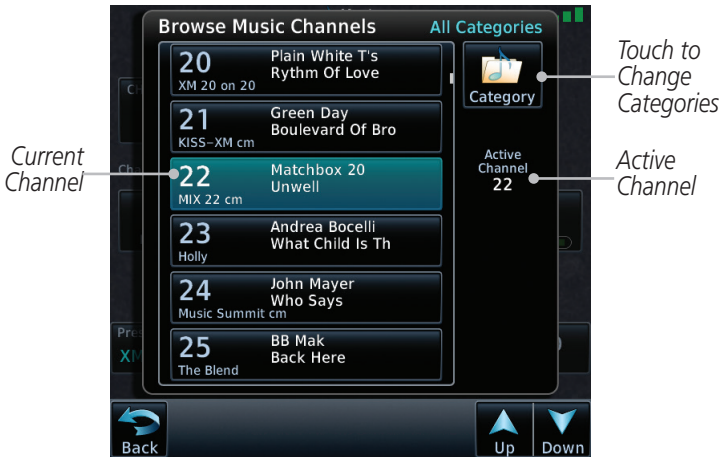 Browse Music Channels
All Categories
20
XM 20 on 20
Plain White T's
Rythm Of Love
21
KISS-XM cm
Green Day
Boulevard Of Bro
22
MIX 22 cm
Matchbox 20
Unwell
23
Holly
Andrea Bocelli
What Child Is Th
24
Music Summit cm
John Mayer
Who Says
25
The Blend
BB Mak
Back Here
Category
Active
Channel
22
Touch to
Change
Categories
Active
Channel
Current
Channel
Back
Up
Down